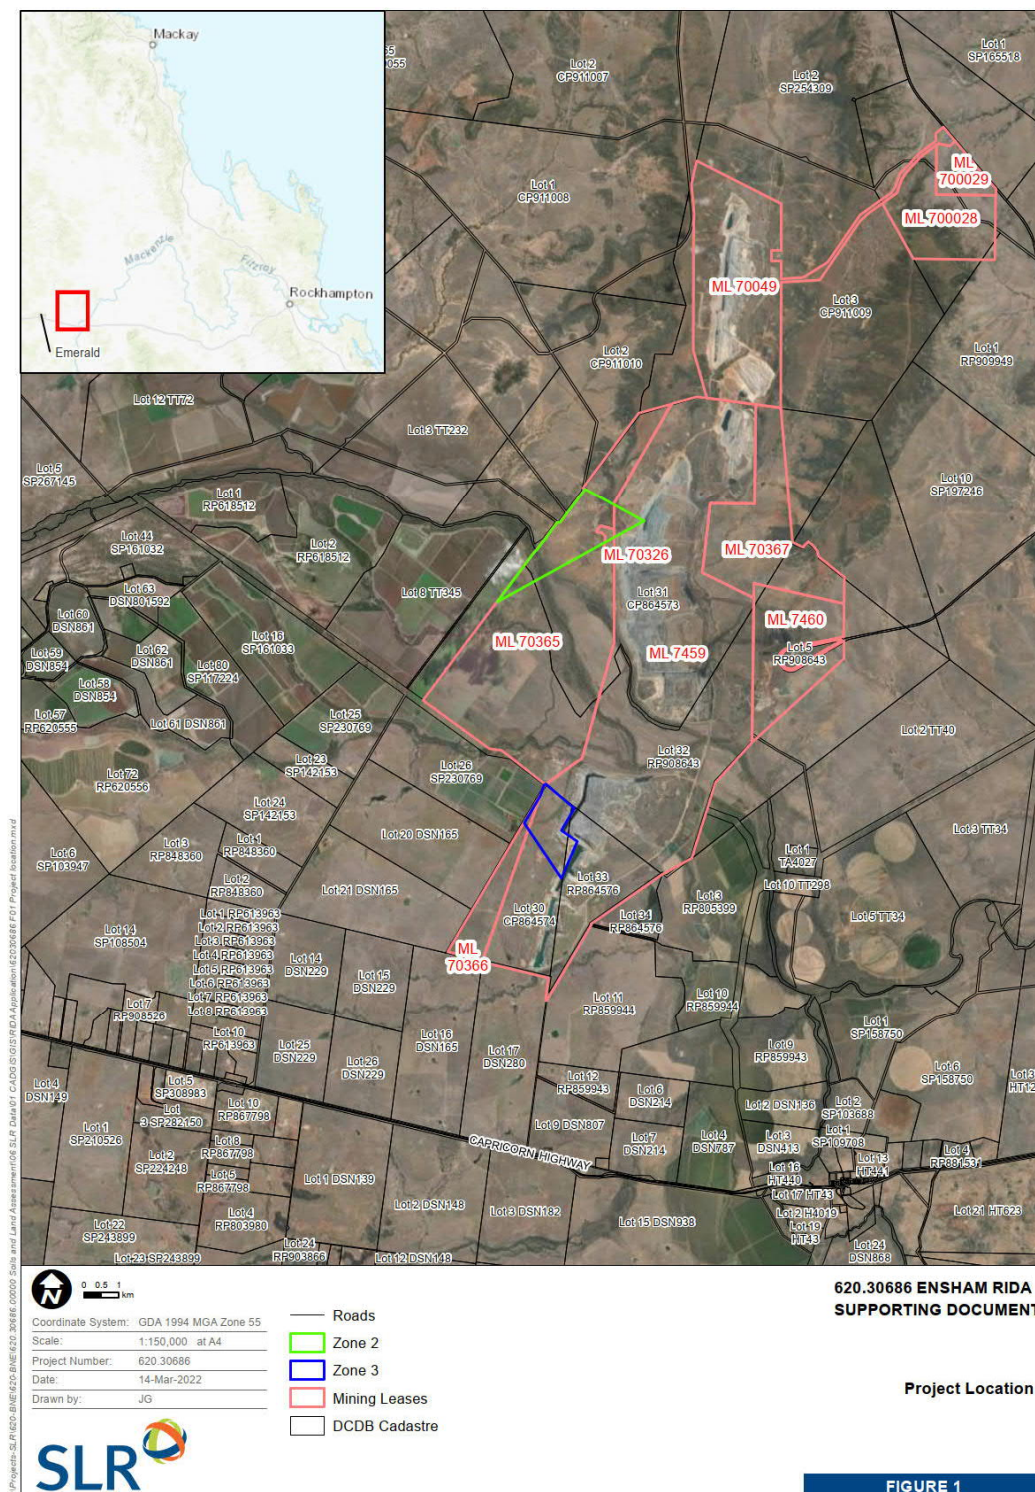 Mackay
Mackenzie
Fitzroy
Rockhampton
Emerald
Lot 2
CP911007
Lot 2
SP254309
Lot 1
SP165518
Lot 1
CP911008
ML
700029
ML 700028
ML 70049
Lot 3
CP911009
Lot 1
RP909949
Lot 2
CP911010
Lot 12 TT72
Lot 3 TT232
Lot 5
SP267145
Lot 10
SP197246
Lot 1
RP618512
Lot 44
SP161032
Lot 2
RP618512
ML 70326
ML 70367
Lot 63
DSN801592
Lot 8 TT345
Lot 31
CP864573
Lot 60
DSN861
Lot 16
SP161033
ML 7460
ML 70365
ML 7459
Lot 5
RP908643
Lot 59
DSN854
Lot 62
DSN861
Lot 80
SP117224
Lot 58
DSN854
Lot 57
RP620555
Lot 61 DSN861
Lot 25
SP230769
Lot 2 TT40
Lot 32
RP908643
Lot 23
SP142153
Lot 26
SP230769
Lot 72
RP620556
Lot 24
SP142153
Lot 20 DSN165
Lot 3 TT34
Lot 6
SP103947
Lot 3
RP848360
Lot 1
RP848360
Lot 1
TA4027
Lot 2
RP848360
Lot 21 DSN165
Lot 33
RP864576
Lot 3
RP805399
Lot 10 TT298
Lot 1 RP613963
Lot 2 RP613963
Lot 3 RP613963
Lot 4 RP613963
Lot 5 RP613963
Lot 6 RP613963
Lot 7 RP613963
Lot 8 RP613963
Lot 30
CP864574
Lot 34
RP864576
Lot 5 TT34
Lot 14
SP108504
Lot 14
DSN229
ML
70366
Lot 15
DSN229
Lot 7
RP908526
Lot 11
RP859944
Lot 10
RP859944
Lot 10
RP613963
Lot 25
DSN229
Lot 16
DSN165
Lot 1
SP158750
Lot 26
DSN229
Lot 17
DSN280
Lot 9
RP859943
Lot 6
SP158750
Lot 4
DSN149
Lot 5
SP308983
Lot 12
RP859943
Lot 6
DSN214
Lot
3 SP282150
Lot 10
RP867798
Lot 2 DSN136
Lot 2
SP103688
Lot 1
SP210526
Lot 9 DSN807
Lot 8
RP867798
Lot 7
DSN214
Lot 4
DSN787
Lot 3
DSN413
Lot 1
SP109708
Lot 2
SP224248
CAPRICORN HIGHWAY
Lot 4
RP881531
Lot 13
HT441
Lot 5
RP867798
Lot 1 DSN139
Lot 16
HT440
Lot 17 HT43
Lot 2 DSN148
Lot 3 DSN182
Lot 2 H4019
Lot 21 HT623
Lot 22
SP243899
Lot 4
RP803980
Lot 15 DSN938
Lot 19
HT43
Lot 23 SP243899
Lot 24
RP903866
Lot 12 DSN148
Lot 24
DSN868
0 0.5 1
km
Coordinate System: GDA 1994 MGA Zone 55
Scale: 1:150,000 at A4
Project Number: 620.30686
Date: 14-Mar-2022
Drawn by: JG
SLR
Roads
Zone 2
Zone 3
Mining Leases
DCDB Cadastre
620.30686 ENSHAM RIDA
SUPPORTING DOCUMENT
Project Location
FIGURE 1